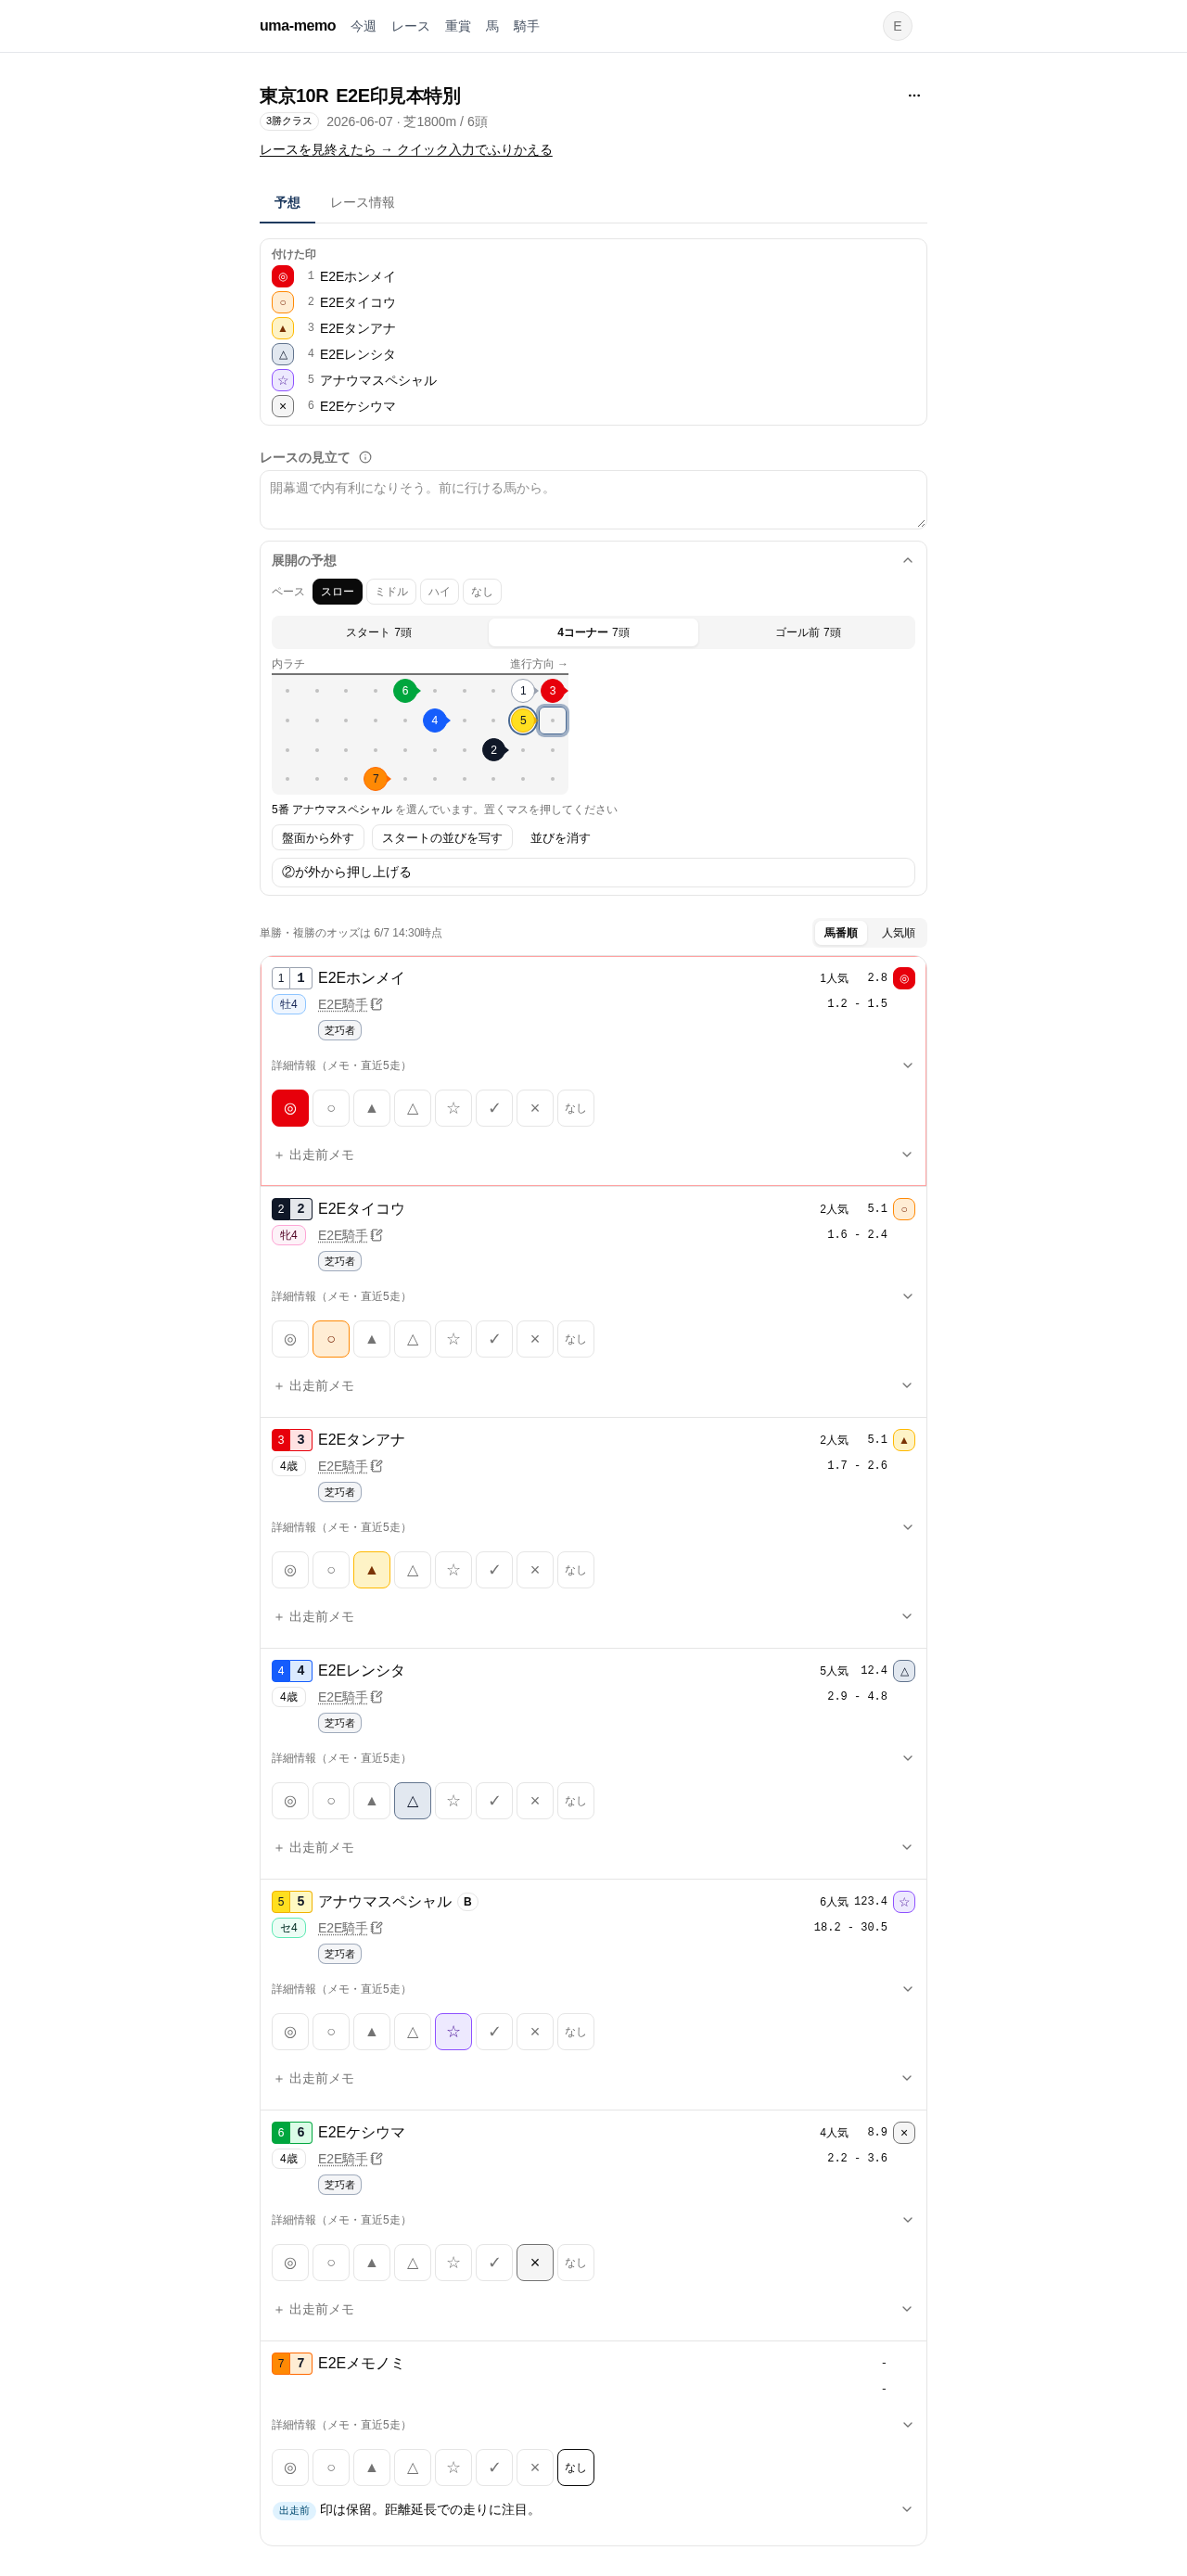 uma-memo 今週 レース 重賞 馬 騎手 E
東京10R E2E印見本特別 …
3勝クラス 2026-06-07 · 芝1800m / 6頭
レースを見終えたら → クイック入力でふりかえる
予想 レース情報
付けた印
◎ 1 E2Eホンメイ
○ 2 E2Eタイコウ
▲ 3 E2Eタンアナ
△ 4 E2Eレンシタ
☆ 5 アナウマスペシャル
× 6 E2Eケシウマ
レースの見立て
開幕週で内有利になりそう。前に行ける馬から。
展開の予想
ペース スロー ミドル ハイ なし
スタート 7頭 4コーナー 7頭 ゴール前 7頭
内ラチ 進行方向 →
6 1 3
4 5
2
7
5番 アナウマスペシャル を選んでいます。置くマスを押してください
盤面から外す スタートの並びを写す 並びを消す
②が外から押し上げる
単勝・複勝のオッズは 6/7 14:30時点 馬番順 人気順
1 1 E2Eホンメイ 1人気 2.8 ◎
牡4 E2E騎手 1.2 - 1.5
芝巧者
詳細情報（メモ・直近5走）
◎ ○ ▲ △ ☆ ✓ × なし
＋ 出走前メモ
2 2 E2Eタイコウ 2人気 5.1 ○
牝4 E2E騎手 1.6 - 2.4
芝巧者
詳細情報（メモ・直近5走）
◎ ○ ▲ △ ☆ ✓ × なし
＋ 出走前メモ
3 3 E2Eタンアナ 2人気 5.1 ▲
4歳 E2E騎手 1.7 - 2.6
芝巧者
詳細情報（メモ・直近5走）
◎ ○ ▲ △ ☆ ✓ × なし
＋ 出走前メモ
4 4 E2Eレンシタ 5人気 12.4 △
4歳 E2E騎手 2.9 - 4.8
芝巧者
詳細情報（メモ・直近5走）
◎ ○ ▲ △ ☆ ✓ × なし
＋ 出走前メモ
5 5 アナウマスペシャル B 6人気 123.4 ☆
セ4 E2E騎手 18.2 - 30.5
芝巧者
詳細情報（メモ・直近5走）
◎ ○ ▲ △ ☆ ✓ × なし
＋ 出走前メモ
6 6 E2Eケシウマ 4人気 8.9 ×
4歳 E2E騎手 2.2 - 3.6
芝巧者
詳細情報（メモ・直近5走）
◎ ○ ▲ △ ☆ ✓ × なし
＋ 出走前メモ
7 7 E2Eメモノミ -
-
詳細情報（メモ・直近5走）
◎ ○ ▲ △ ☆ ✓ × なし
出走前 印は保留。距離延長での走りに注目。